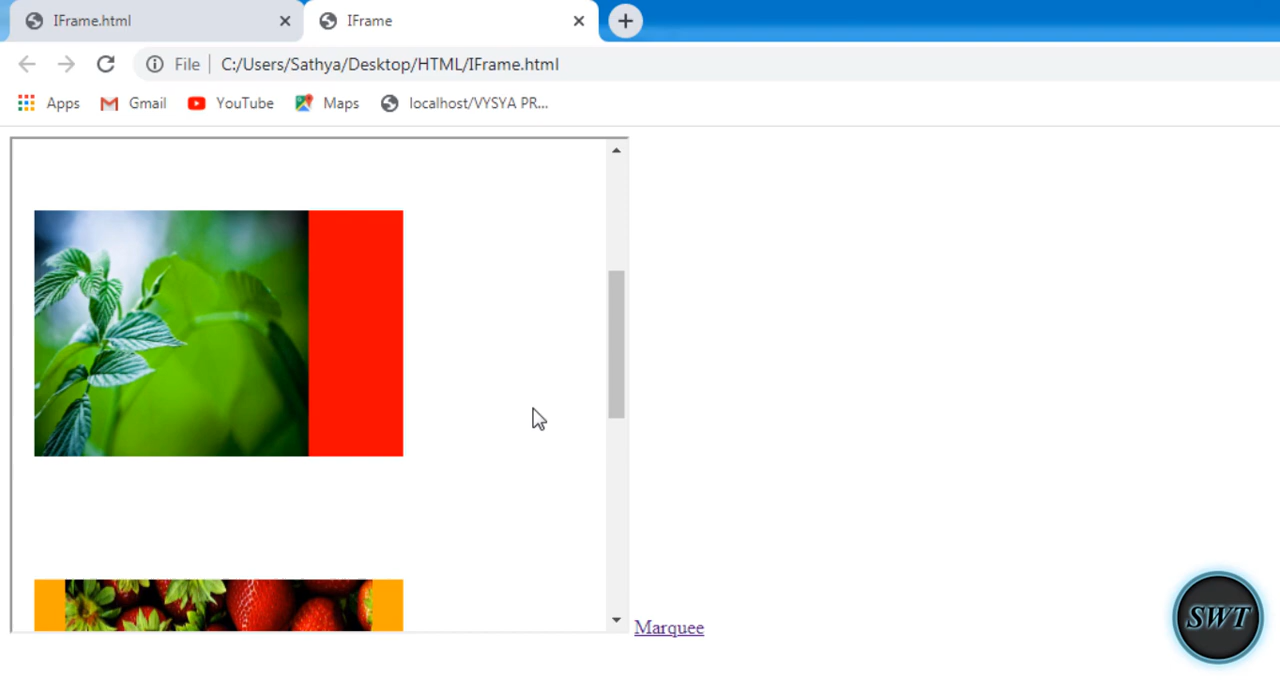 IFrame.html
IFrame
File
C:/Users/Sathya/Desktop/HTML/IFrame.html
Apps
Gmail
YouTube
Maps
localhost/VYSYA PR...
Marquee
SWT